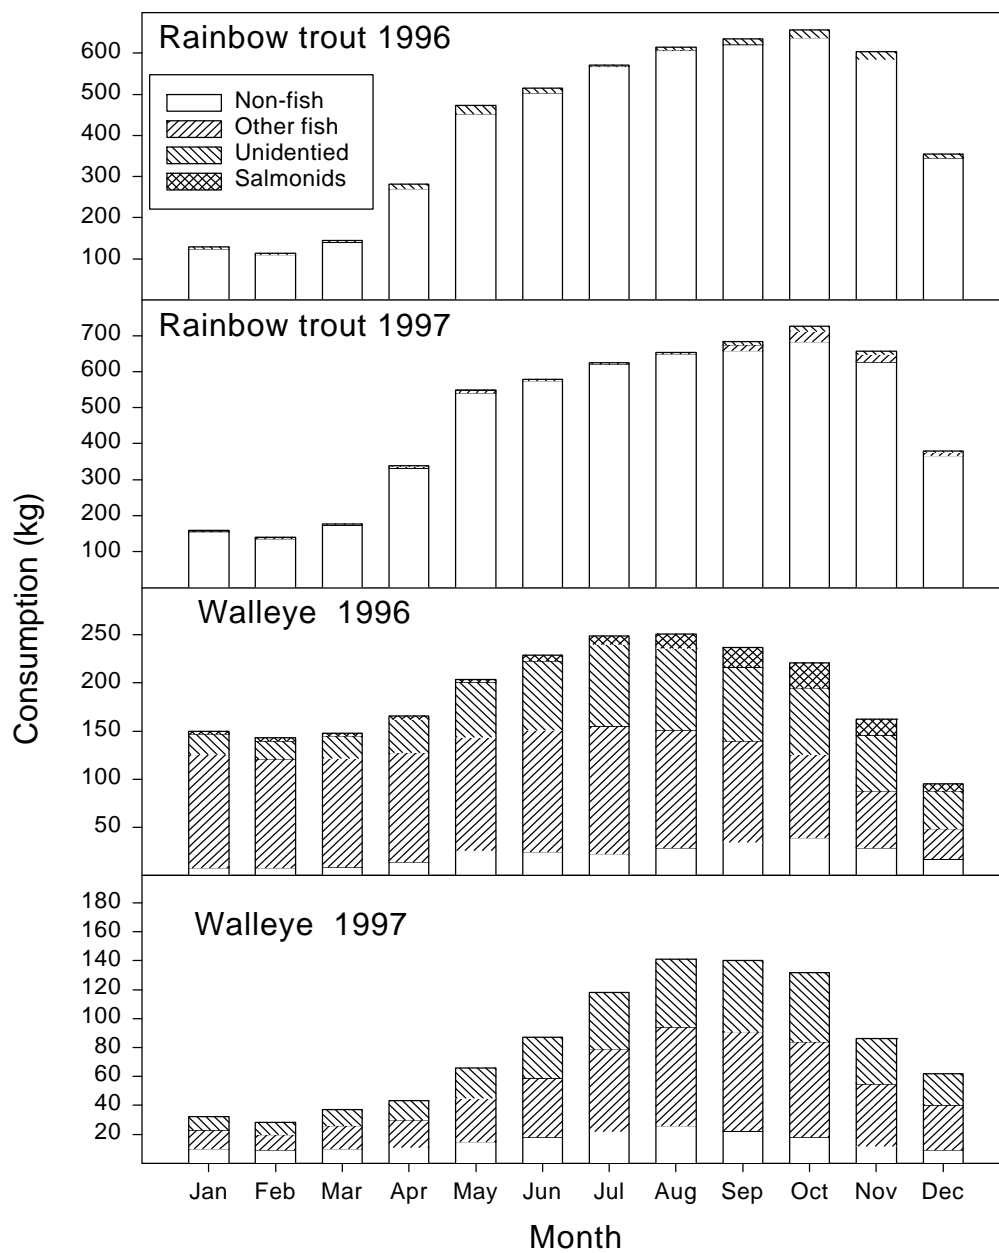 Rainbow trout 1996
Non-fish
Other fish
Unidentied
Salmonids
600
500
400
300
200
100
Rainbow trout 1997
700
600
500
400
300
200
100
Consumption (kg)
Walleye 1996
250
200
150
100
50
Walleye 1997
180
160
140
120
100
80
60
40
20
Jan Feb Mar Apr May Jun Jul Aug Sep Oct Nov Dec
Month